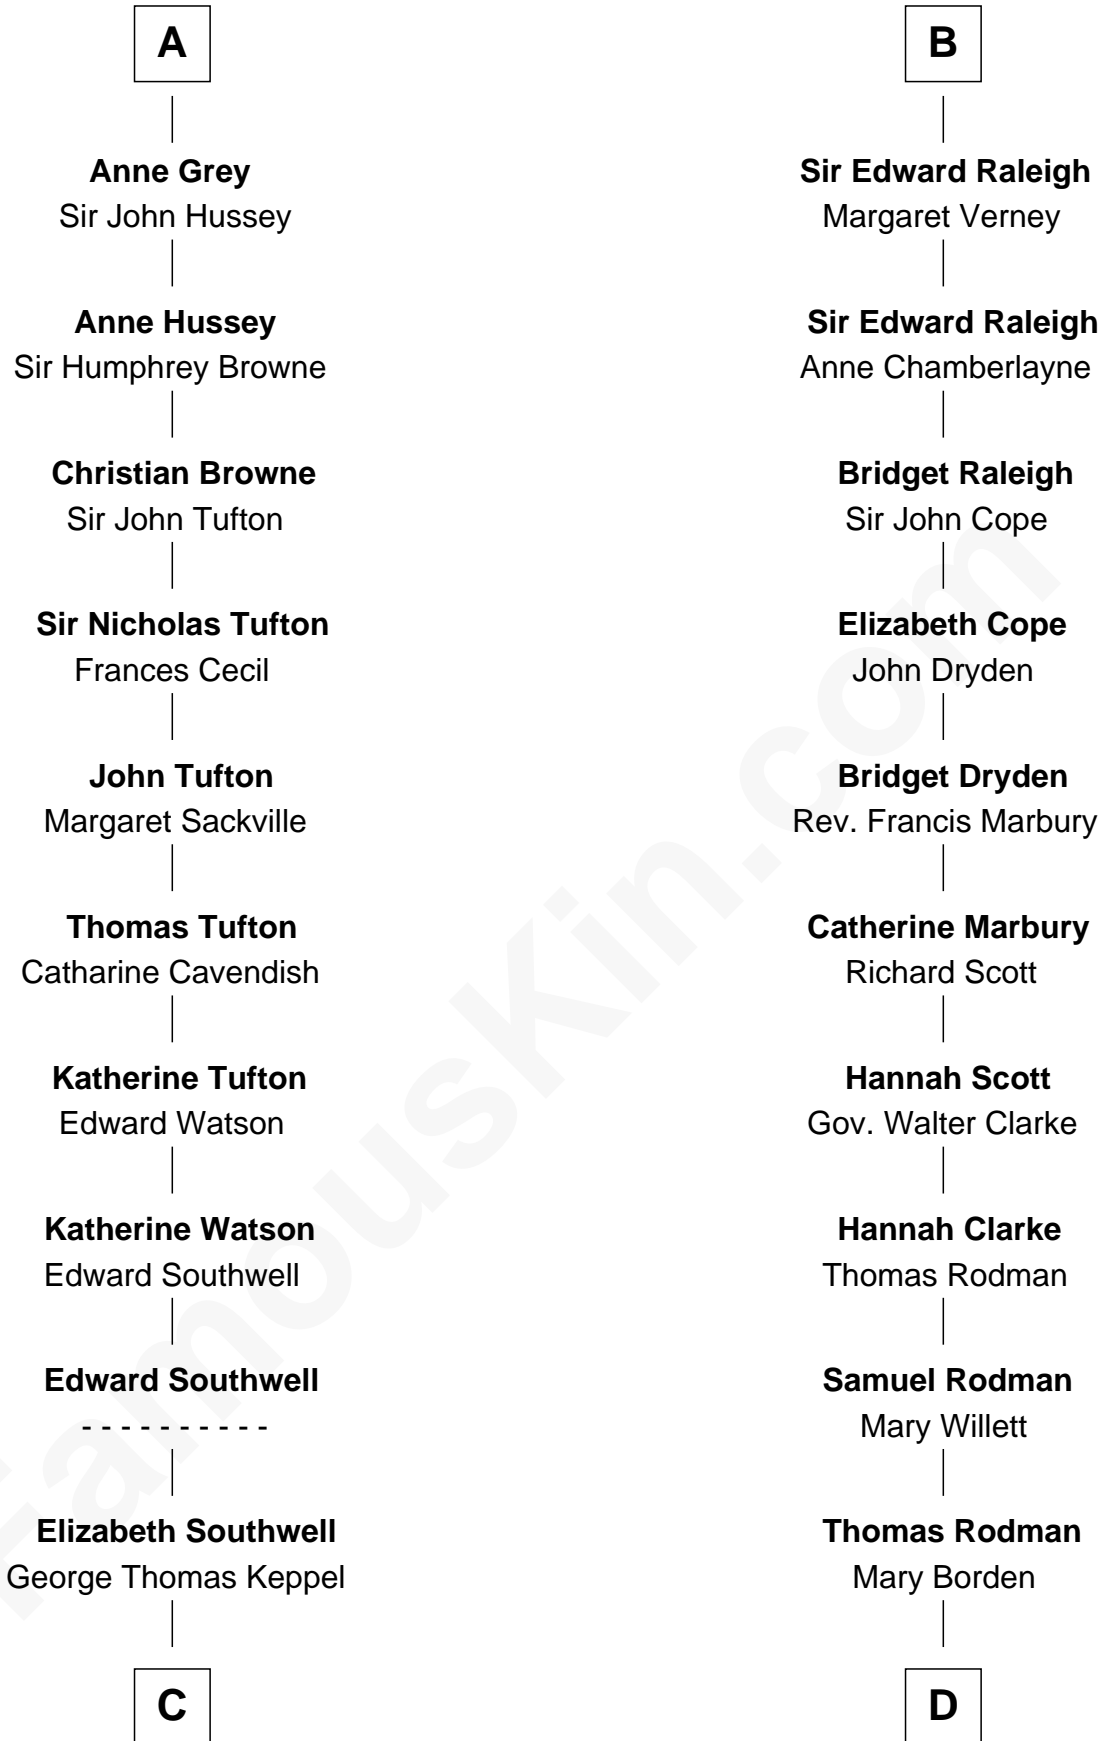 A
Anne Grey
Sir John Hussey
Anne Hussey
Sir Humphrey Browne
Christian Browne
Sir John Tufton
Sir Nicholas Tufton
Frances Cecil
John Tufton
Margaret Sackville
Thomas Tufton
Catharine Cavendish
Katherine Tufton
Edward Watson
Katherine Watson
Edward Southwell
Edward Southwell
- - - - - - - - - -
Elizabeth Southwell
George Thomas Keppel
C
B
Sir Edward Raleigh
Margaret Verney
Sir Edward Raleigh
Anne Chamberlayne
Bridget Raleigh
Sir John Cope
Elizabeth Cope
John Dryden
Bridget Dryden
Rev. Francis Marbury
Catherine Marbury
Richard Scott
Hannah Scott
Gov. Walter Clarke
Hannah Clarke
Thomas Rodman
Samuel Rodman
Mary Willett
Thomas Rodman
Mary Borden
D
FamousKin.com